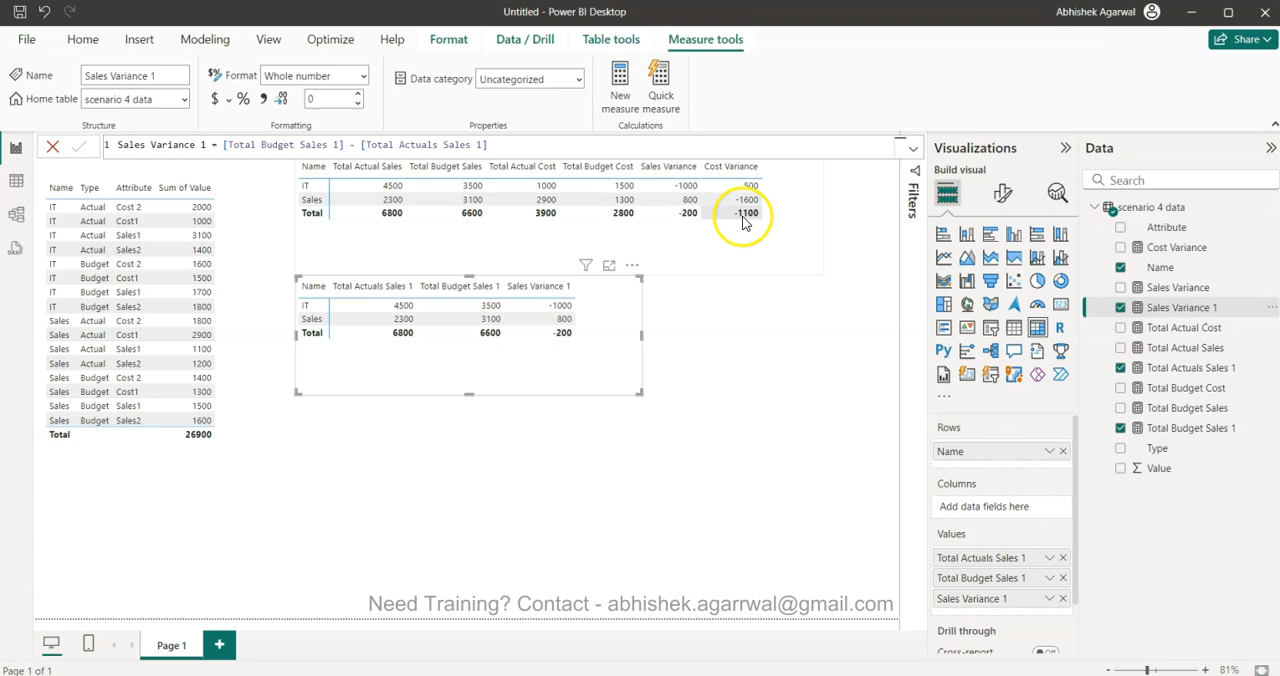 Untitled - Power BI Desktop
Abhishek Agarwal
File Home Insert Modeling View Optimize Help Format Data / Drill Table tools Measure tools
Share
Name Sales Variance 1
Home table scenario 4 data
Structure
Format Whole number
$ % 0
Formatting
Data category Uncategorized
Properties
New measure
Quick measure
Calculations
1 Sales Variance 1 = [Total Budget Sales 1] - [Total Actuals Sales 1]
Name Type Attribute Sum of Value
IT Actual Cost 2 2000
IT Actual Cost1 1000
IT Actual Sales1 3100
IT Actual Sales2 1400
IT Budget Cost 2 1600
IT Budget Cost1 1500
IT Budget Sales1 1700
IT Budget Sales2 1800
Sales Actual Cost 2 1800
Sales Actual Cost1 2900
Sales Actual Sales1 1100
Sales Actual Sales2 1200
Sales Budget Cost 2 1400
Sales Budget Cost1 1300
Sales Budget Sales1 1500
Sales Budget Sales2 1600
Total 26900
Name Total Actual Sales Total Budget Sales Total Actual Cost Total Budget Cost Sales Variance Cost Variance
IT 4500 3500 1000 1500 -1000 500
Sales 2300 3100 2900 1300 800 -1600
Total 6800 6600 3900 2800 -200 -1100
Name Total Actuals Sales 1 Total Budget Sales 1 Sales Variance 1
IT 4500 3500 -1000
Sales 2300 3100 800
Total 6800 6600 -200
Need Training? Contact - abhishek.agarrwal@gmail.com
Filters
Visualizations
Build visual
R
Py
123
Rows
Name
Columns
Add data fields here
Values
Total Actuals Sales 1
Total Budget Sales 1
Sales Variance 1
Drill through
Cross-report
Off
Data
Search
scenario 4 data
Attribute
Cost Variance
Name
Sales Variance
Sales Variance 1
Total Actual Cost
Total Actual Sales
Total Actuals Sales 1
Total Budget Cost
Total Budget Sales
Total Budget Sales 1
Type
Value
Page 1
Page 1 of 1
81%